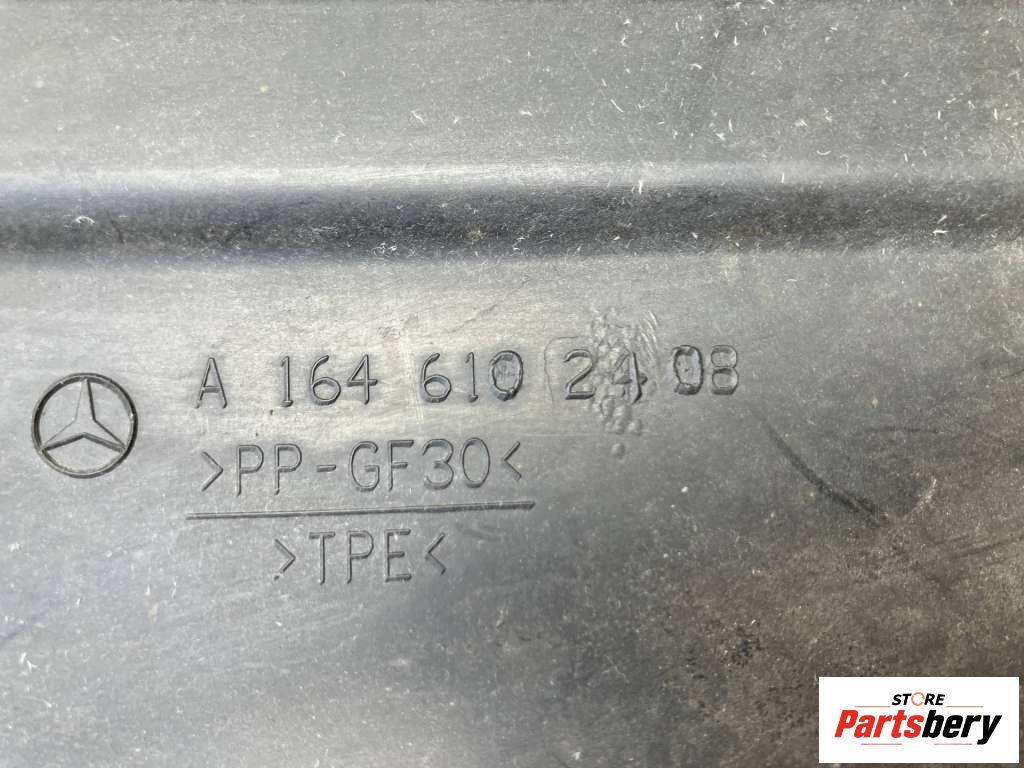 A 164 610 24 08
>PP-GF30<
>TPE<
STORE
Partsbery